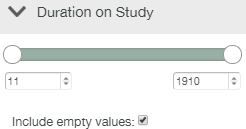 Duration on Study
11 1910
Include empty values: